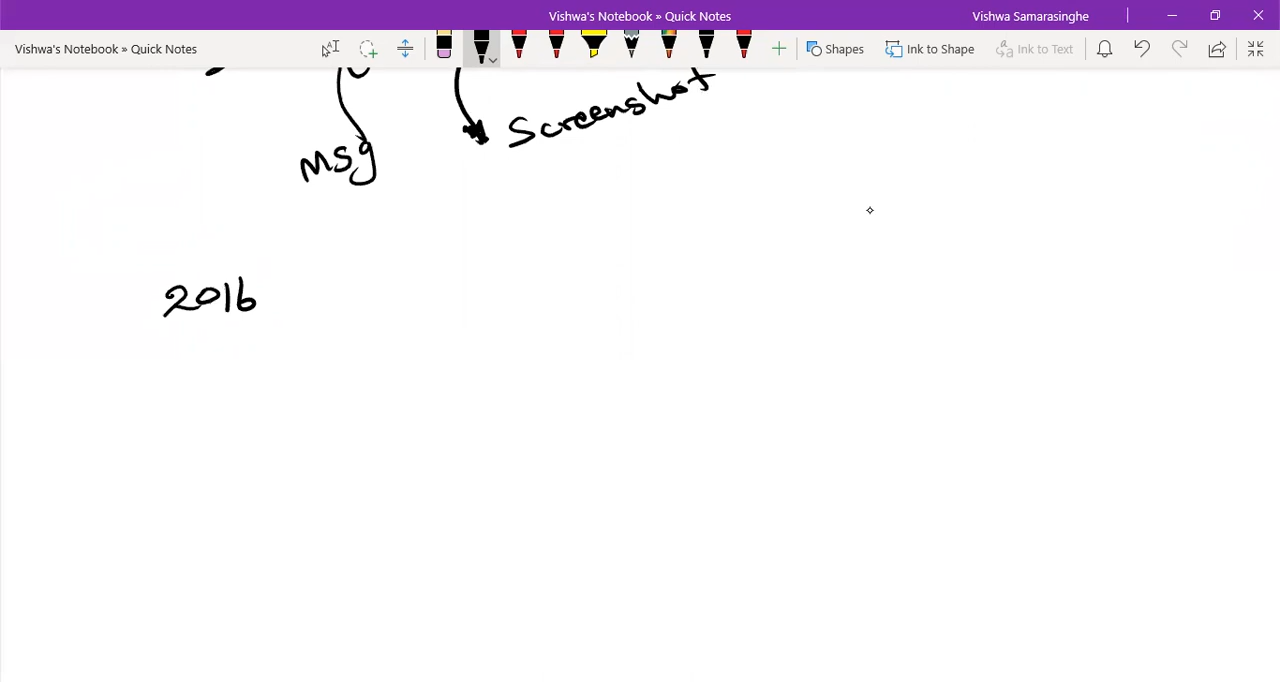 Vishwa's Notebook » Quick Notes
Vishwa Samarasinghe
Vishwa's Notebook » Quick Notes
Shapes
Ink to Shape
Ink to Text
Screenshot
msg
2016